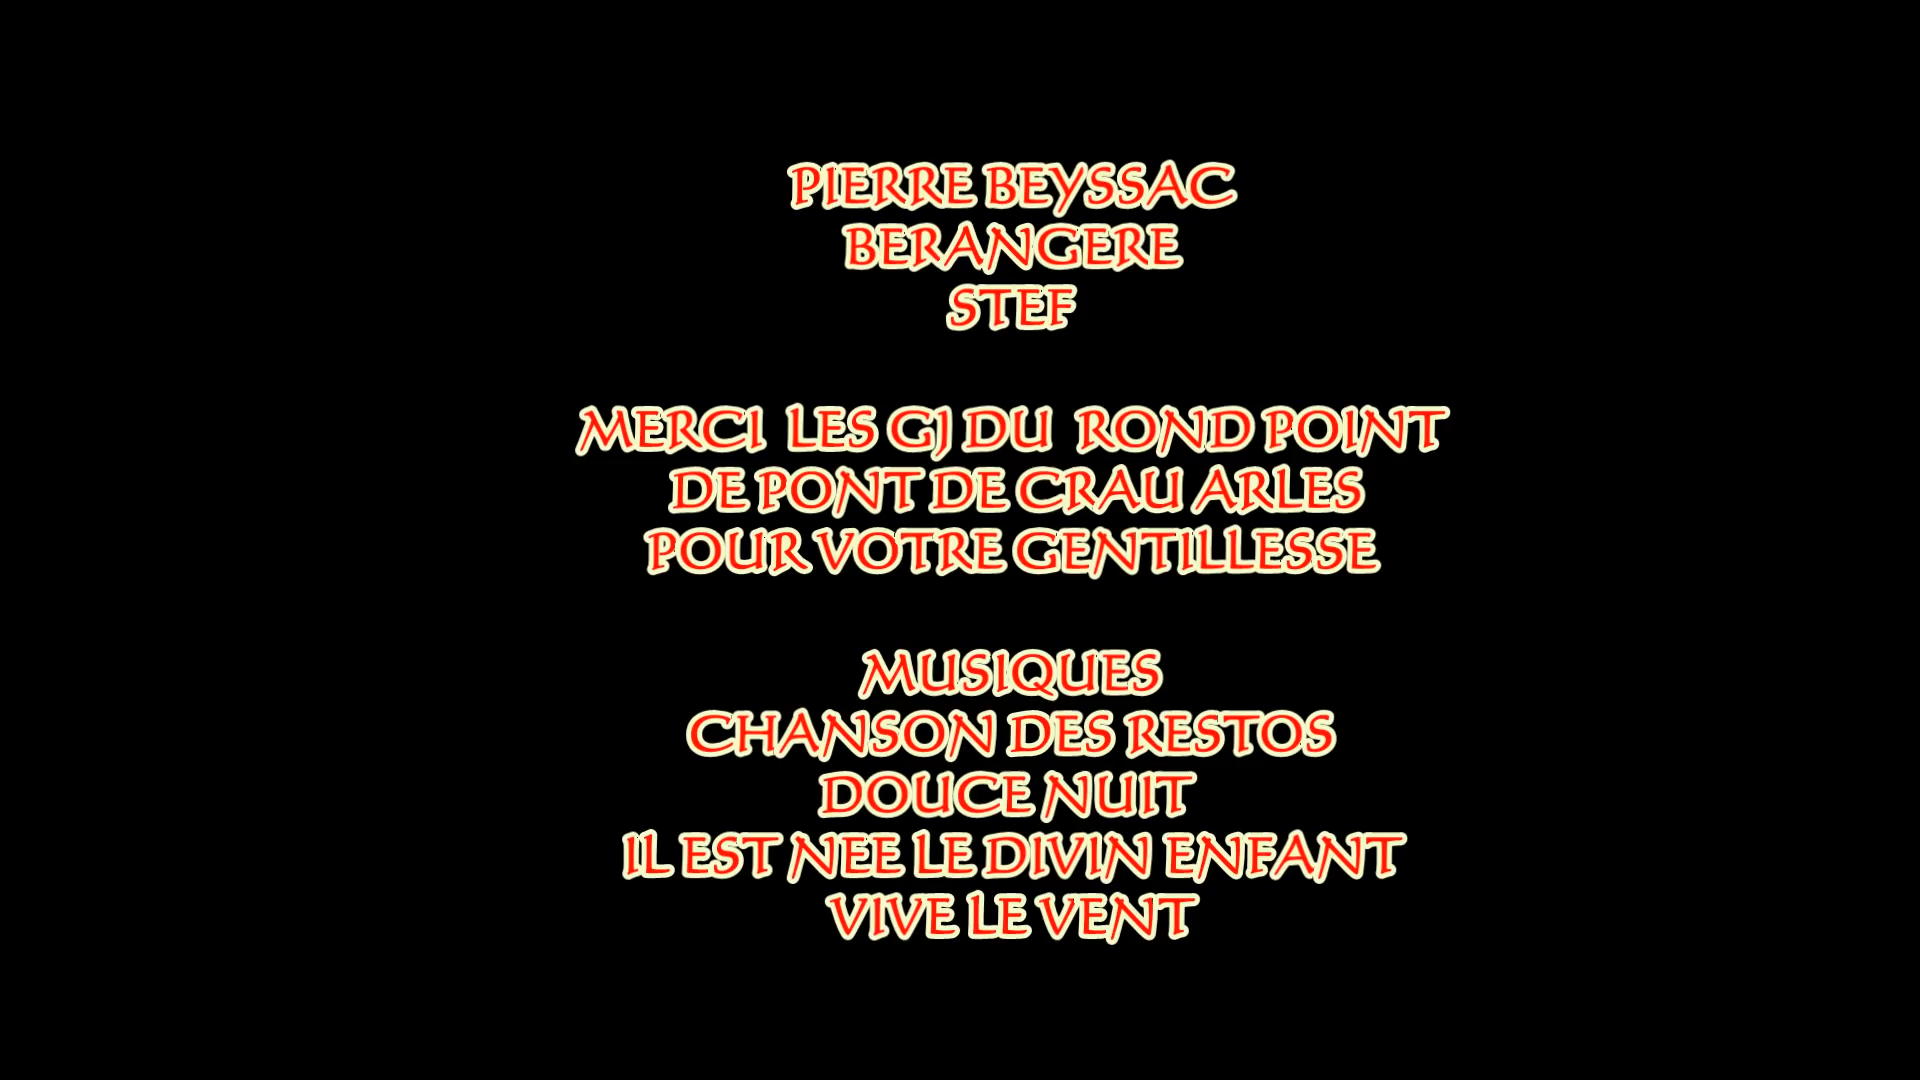 PIERRE BEYSSAC
BERANGERE
STEF
MERCI LES GJ DU ROND POINT
DE PONT DE CRAU ARLES
POUR VOTRE GENTILLESSE
MUSIQUES
CHANSON DES RESTOS
DOUCE NUIT
IL EST NEE LE DIVIN ENFANT
VIVE LE VENT